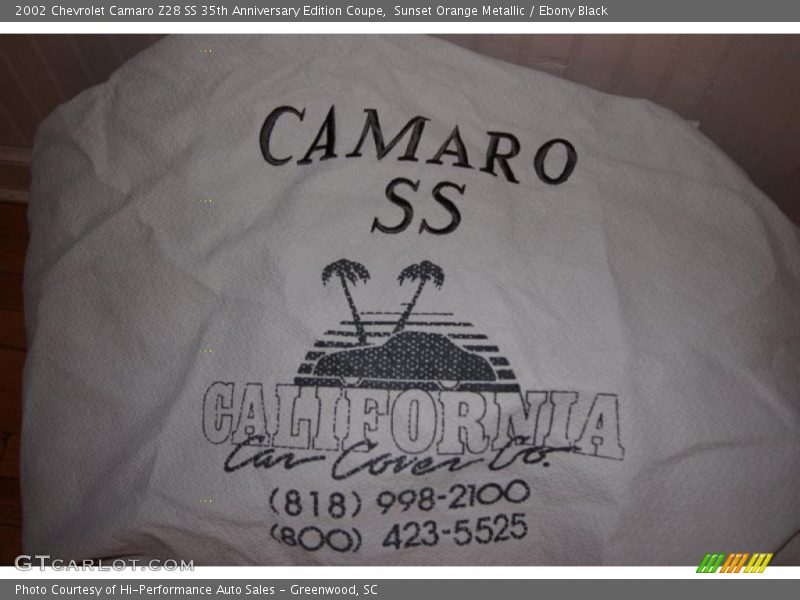 2002 Chevrolet Camaro Z28 SS 35th Anniversary Edition Coupe,  Sunset Orange Metallic / Ebony Black
CAMARO
SS
CALIFORNIA
Car Cover Co.
(818) 998-2100
(800) 423-5525
GTCARLOT.COM
Photo Courtesy of Hi-Performance Auto Sales - Greenwood, SC